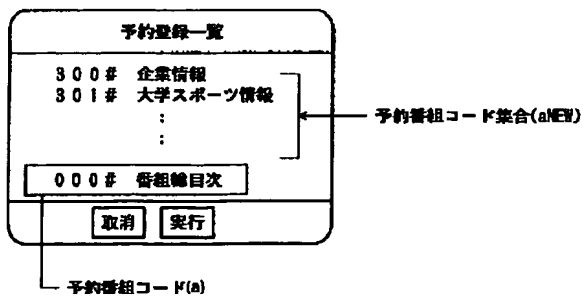 予約登録一覧
300# 企業情報
301# 大学スポーツ情報
:
:
予約番組コード集合(aNEW)
000# 番組総目次
取消 実行
予約番組コード(a)